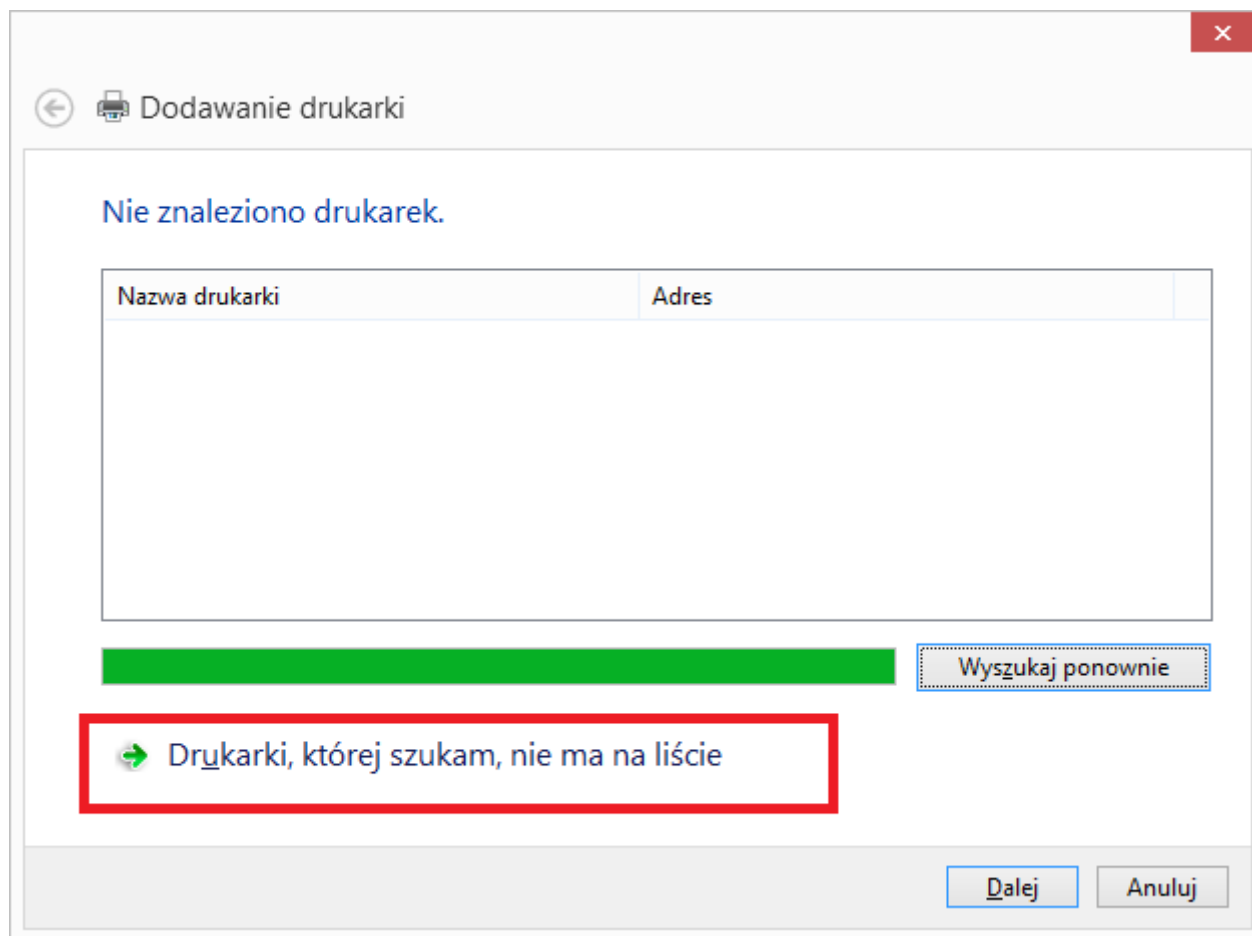 Dodawanie drukarki
Nie znaleziono drukarek.
Nazwa drukarki Adres
Wyszukaj ponownie
Drukarki, której szukam, nie ma na liście
Dalej Anuluj